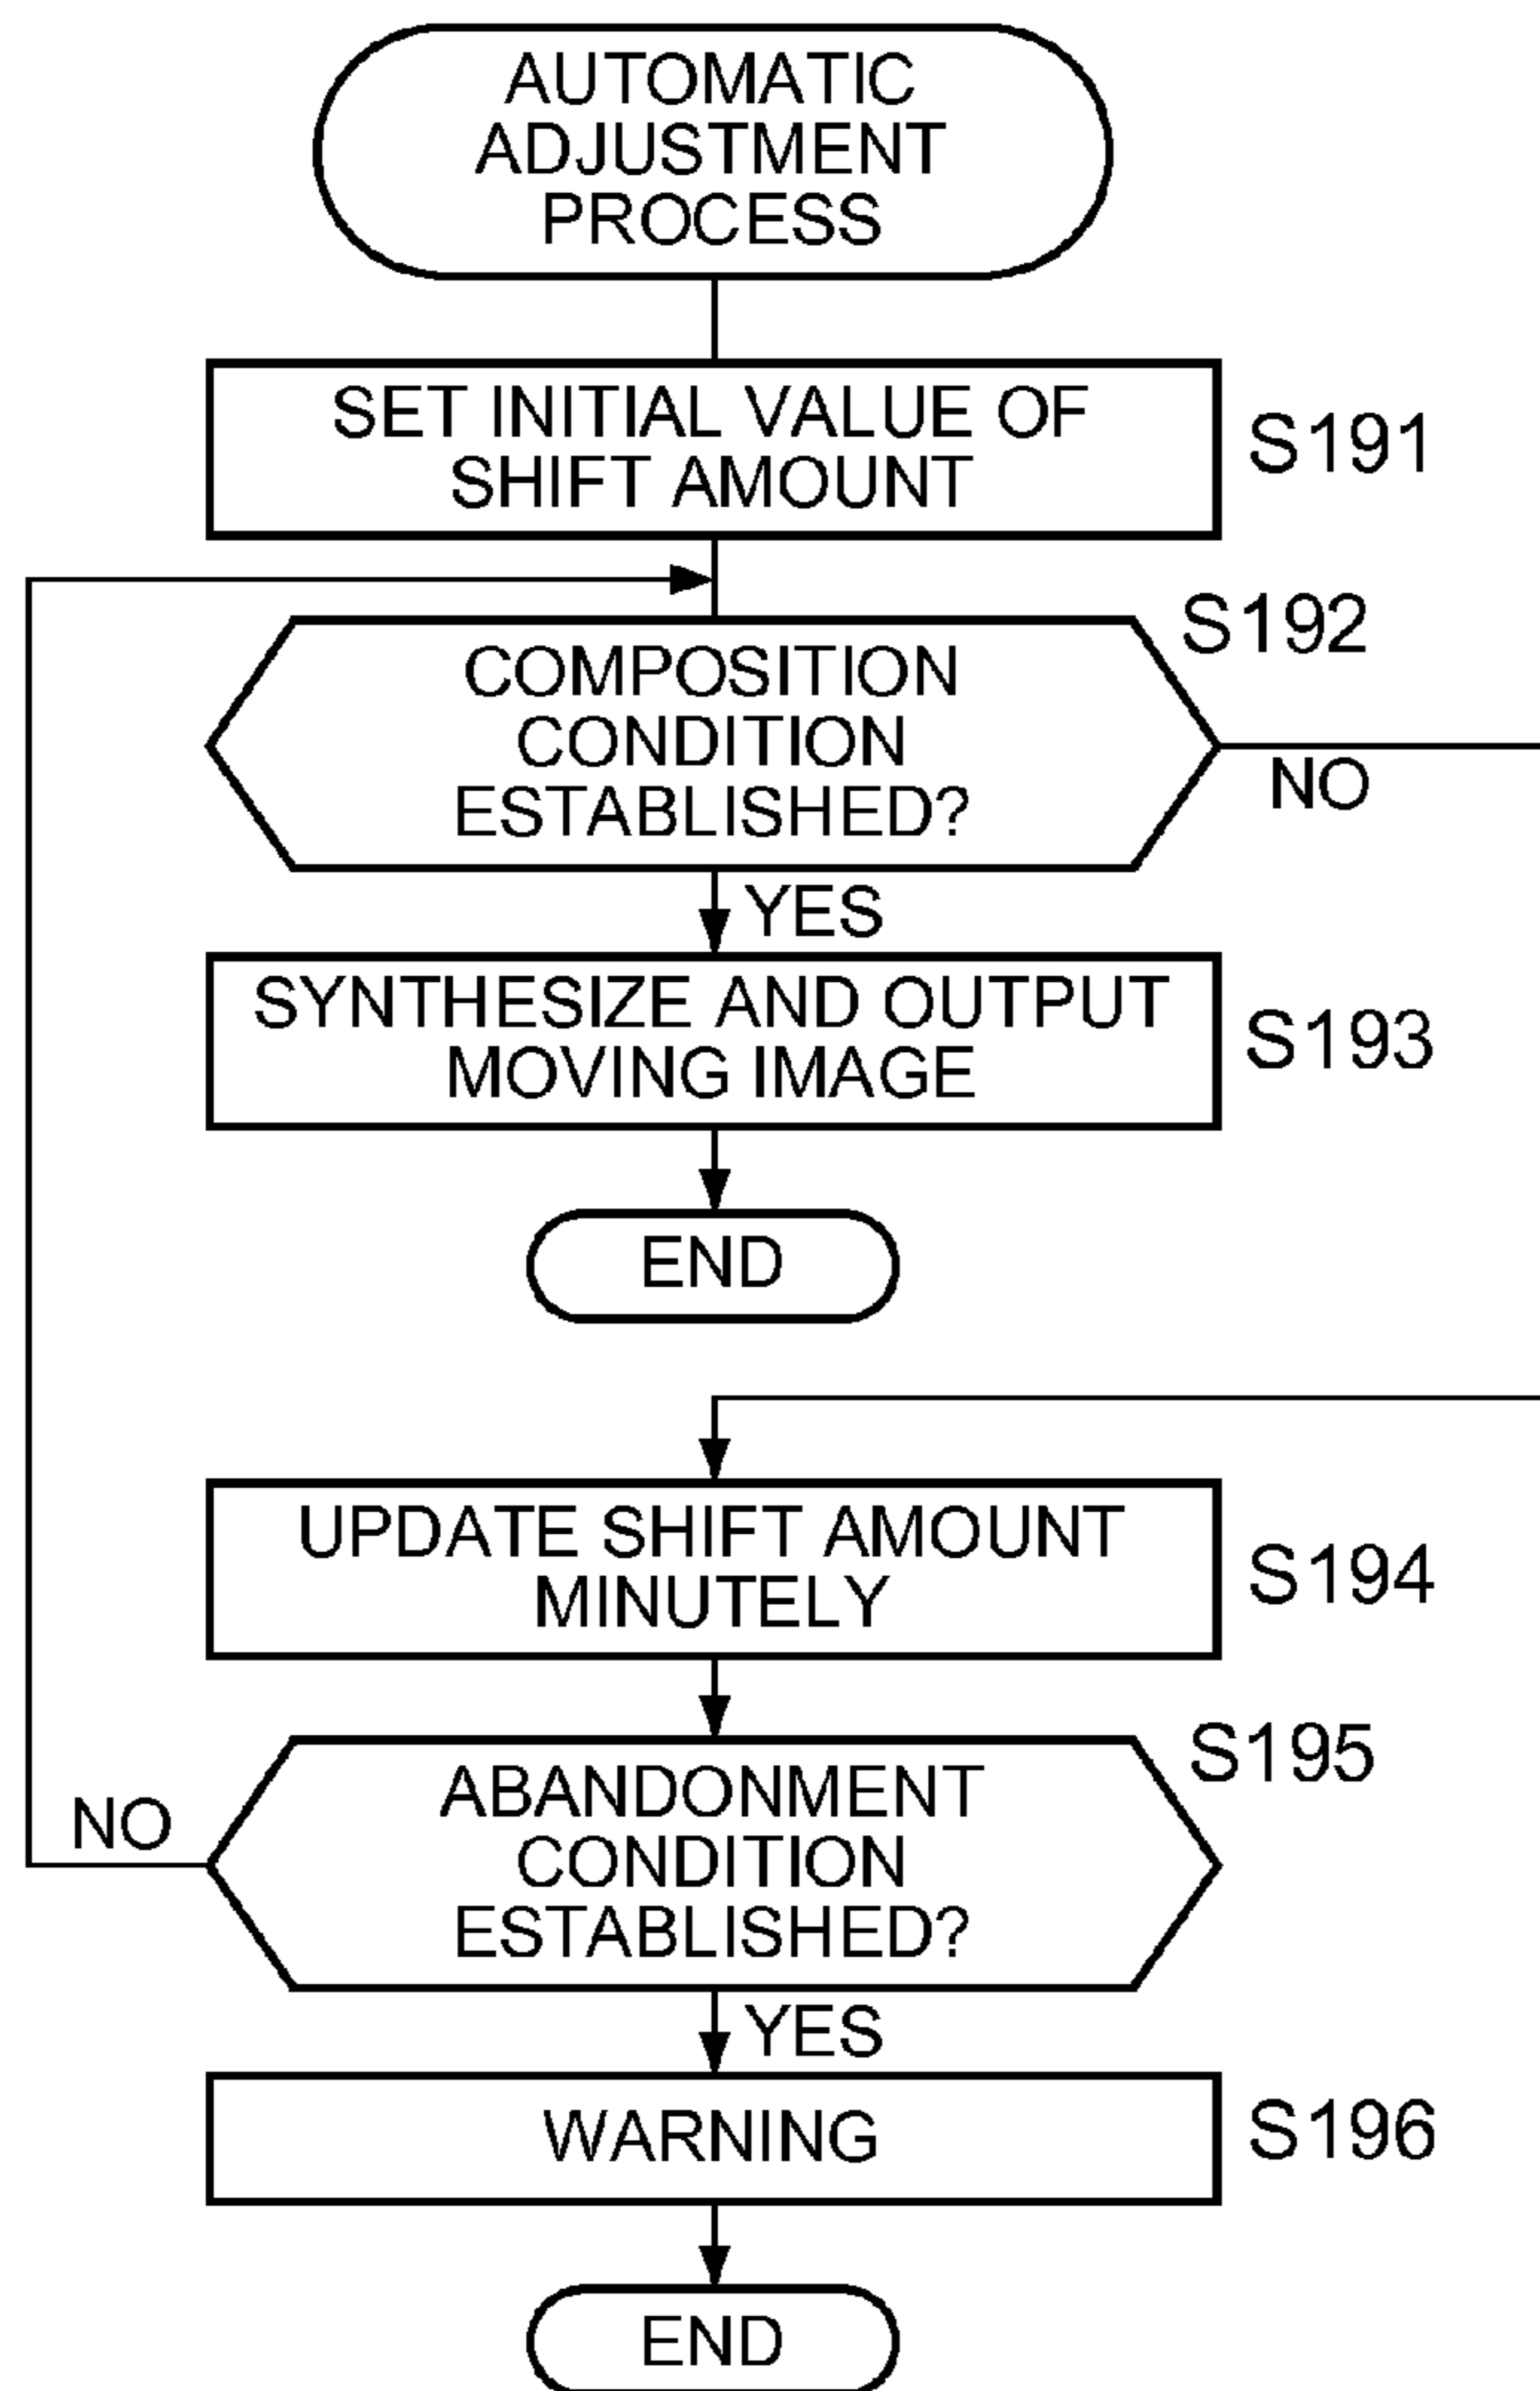 AUTOMATIC
ADJUSTMENT
PROCESS
SET INITIAL VALUE OF
SHIFT AMOUNT
S191
S192
COMPOSITION
CONDITION
ESTABLISHED?
NO
YES
SYNTHESIZE AND OUTPUT
MOVING IMAGE
S193
END
UPDATE SHIFT AMOUNT
MINUTELY
S194
S195
ABANDONMENT
CONDITION
ESTABLISHED?
NO
YES
WARNING
S196
END